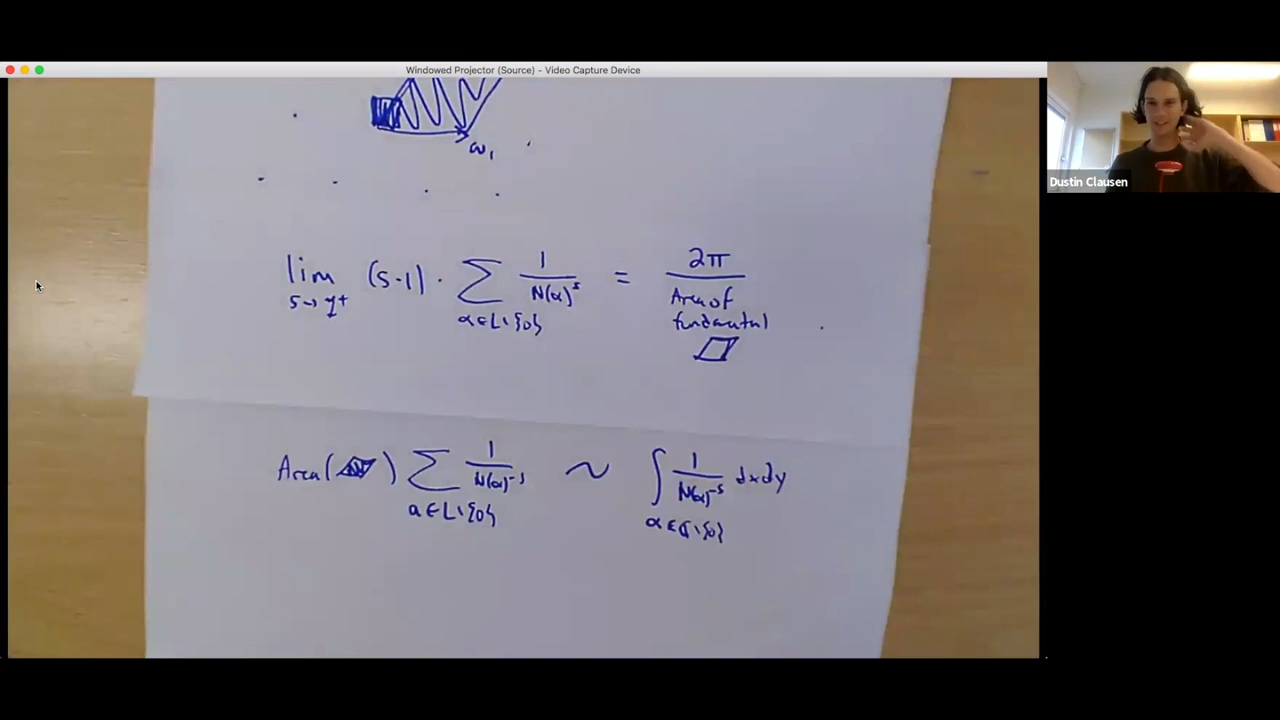 Windowed Projector (Source) - Video Capture Device
Dustin Clausen
ω₁
lim (s-1) · ∑ 1/N(α)^s = 2π/Area of
s→1+ α∈L\{0} fundamental
Area( ) ∑ 1/N(α)^-s ~ ∫ 1/N(α)^-s dxdy
α∈L\{0} α∈ℂ\{0}